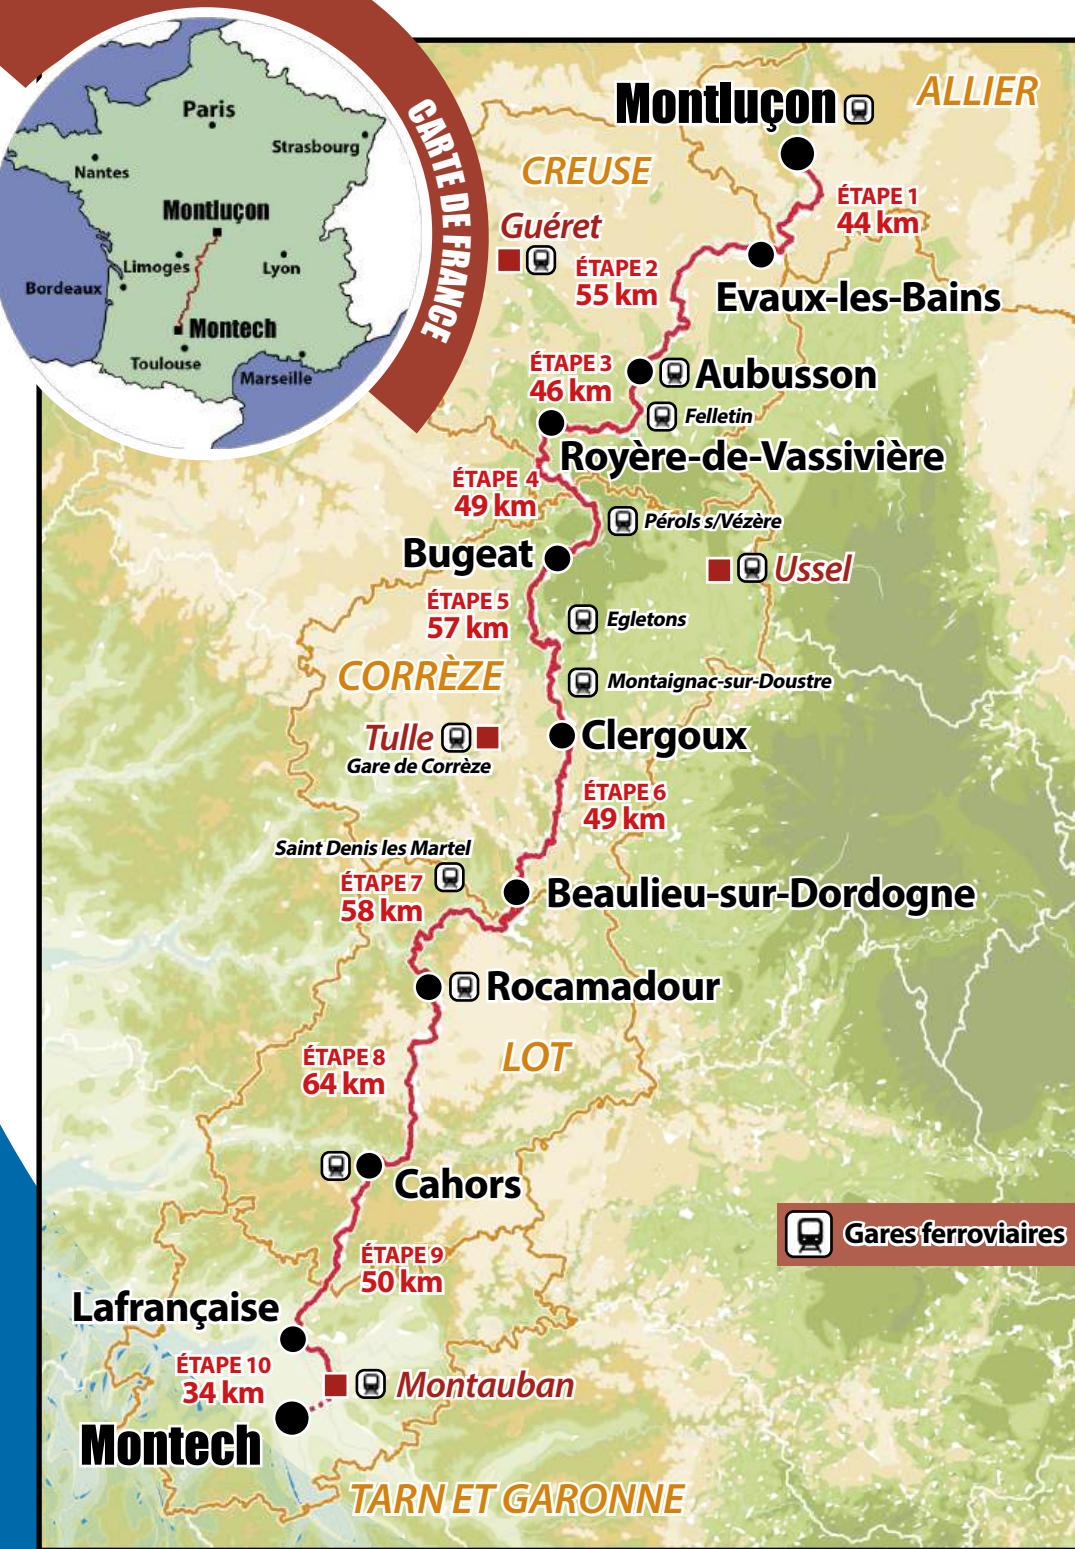 CARTE DE FRANCE
Paris
Strasbourg
Nantes
Montluçon
Limoges
Lyon
Bordeaux
Montech
Toulouse
Marseille
Montluçon
ALLIER
CREUSE
ÉTAPE 1
44 km
Guéret
ÉTAPE 2
55 km
Evaux-les-Bains
ÉTAPE 3
46 km
Aubusson
Felletin
Royère-de-Vassivière
ÉTAPE 4
49 km
Pérols s/Vézère
Bugeat
Ussel
ÉTAPE 5
57 km
Egletons
CORRÈZE
Montaignac-sur-Doustre
Tulle
Gare de Corrèze
Clergoux
ÉTAPE 6
49 km
Saint Denis les Martel
ÉTAPE 7
58 km
Beaulieu-sur-Dordogne
Rocamadour
ÉTAPE 8
64 km
LOT
Cahors
Gares ferroviaires
ÉTAPE 9
50 km
Lafrançaise
ÉTAPE 10
34 km
Montauban
Montech
TARN ET GARONNE